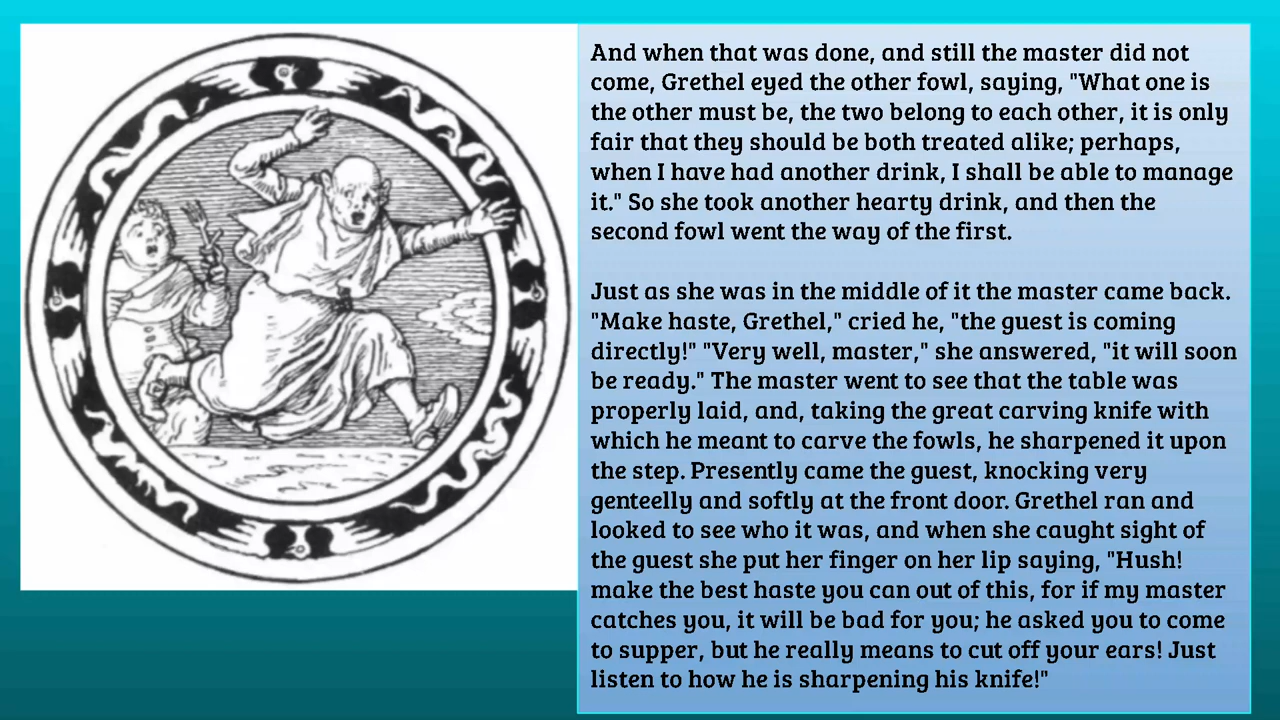 And when that was done, and still the master did not
come, Grethel eyed the other fowl, saying, "What one is
the other must be, the two belong to each other, it is only
fair that they should be both treated alike; perhaps,
when I have had another drink, I shall be able to manage
it." So she took another hearty drink, and then the
second fowl went the way of the first.
Just as she was in the middle of it the master came back.
"Make haste, Grethel," cried he, "the guest is coming
directly!" "Very well, master," she answered, "it will soon
be ready." The master went to see that the table was
properly laid, and, taking the great carving knife with
which he meant to carve the fowls, he sharpened it upon
the step. Presently came the guest, knocking very
genteelly and softly at the front door. Grethel ran and
looked to see who it was, and when she caught sight of
the guest she put her finger on her lip saying, "Hush!
make the best haste you can out of this, for if my master
catches you, it will be bad for you; he asked you to come
to supper, but he really means to cut off your ears! Just
listen to how he is sharpening his knife!"